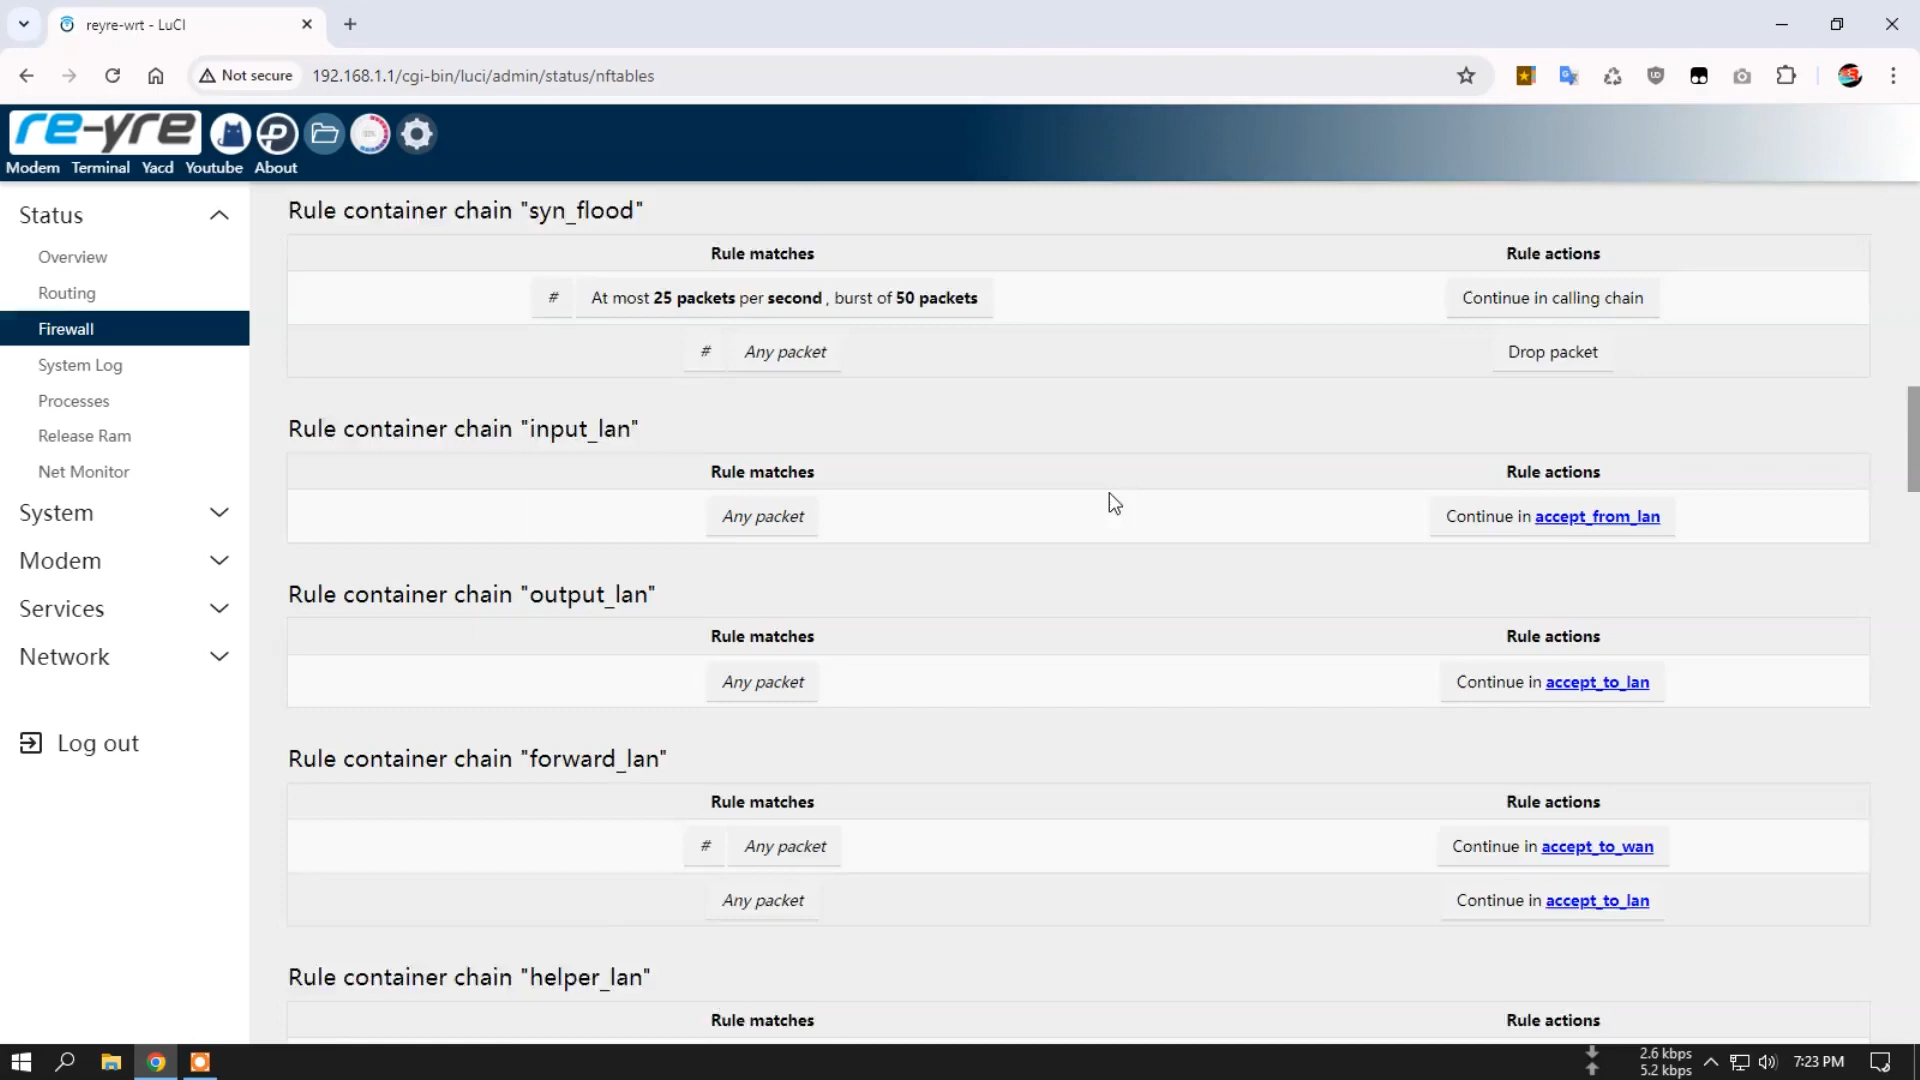 reyre-wrt - LuCI
Not secure
192.168.1.1/cgi-bin/luci/admin/status/nftables
re-yre
Modem Terminal Yacd Youtube About
Status
Overview
Routing
Firewall
System Log
Processes
Release Ram
Net Monitor
System
Modem
Services
Network
Log out
Rule container chain "syn_flood"
Rule matches Rule actions
# At most 25 packets per second , burst of 50 packets Continue in calling chain
# Any packet Drop packet
Rule container chain "input_lan"
Rule matches Rule actions
Any packet Continue in accept_from_lan
Rule container chain "output_lan"
Rule matches Rule actions
Any packet Continue in accept_to_lan
Rule container chain "forward_lan"
Rule matches Rule actions
# Any packet Continue in accept_to_wan
Any packet Continue in accept_to_lan
Rule container chain "helper_lan"
Rule matches Rule actions
2.6 kbps
5.2 kbps
7:23 PM